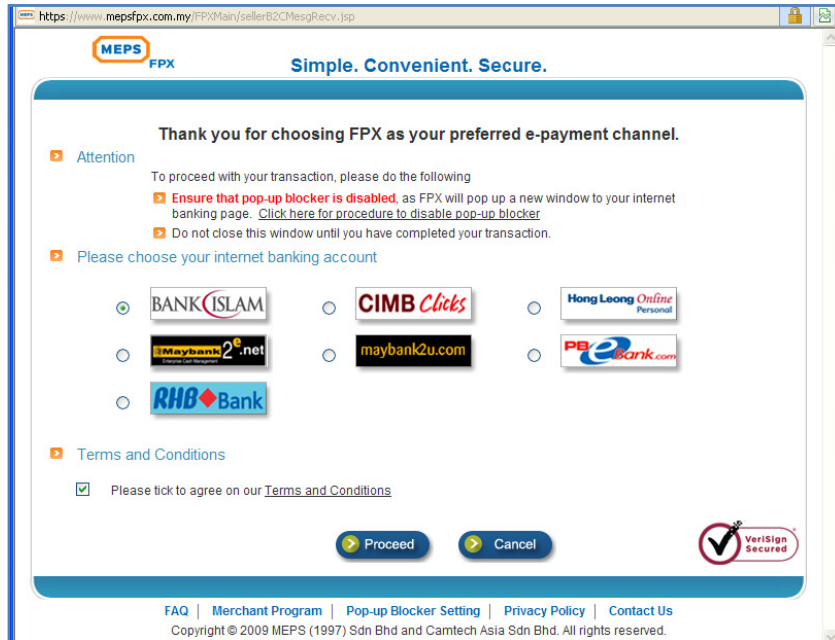 https://www.mepsfpx.com.my/FPXMain/sellerB2CMesgRecv.jsp
MEPS
FPX
Simple. Convenient. Secure.
Thank you for choosing FPX as your preferred e-payment channel.
Attention
To proceed with your transaction, please do the following
Ensure that pop-up blocker is disabled, as FPX will pop up a new window to your internet
banking page. Click here for procedure to disable pop-up blocker
Do not close this window until you have completed your transaction.
Please choose your internet banking account
BANK ISLAM
CIMB Clicks
Hong Leong Online
Personal
Maybank2e.net
Enterprise Cash Management
maybank2u.com
PBeBank.com
RHB Bank
Terms and Conditions
Please tick to agree on our Terms and Conditions
Proceed
Cancel
VeriSign
Secured
FAQ | Merchant Program | Pop-up Blocker Setting | Privacy Policy | Contact Us
Copyright © 2009 MEPS (1997) Sdn Bhd and Camtech Asia Sdn Bhd. All rights reserved.